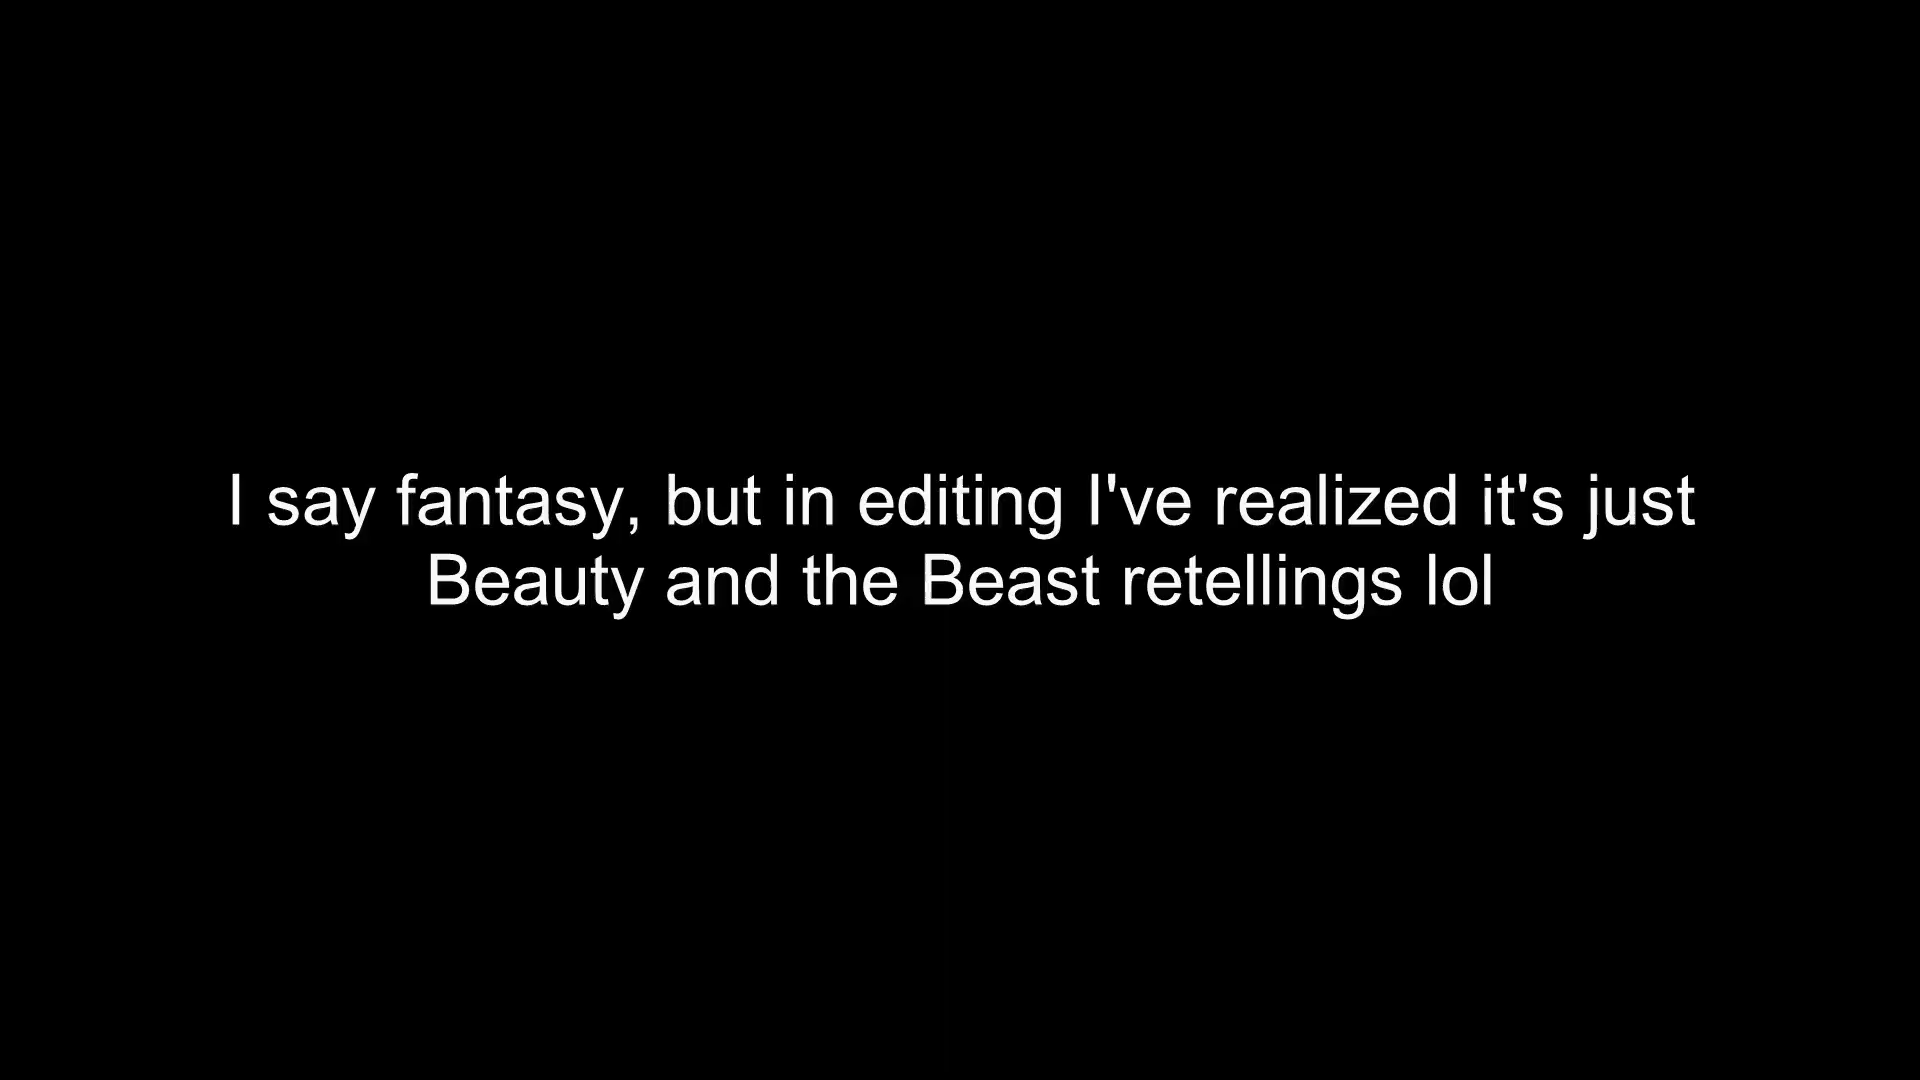 I say fantasy, but in editing I've realized it's just
Beauty and the Beast retellings lol